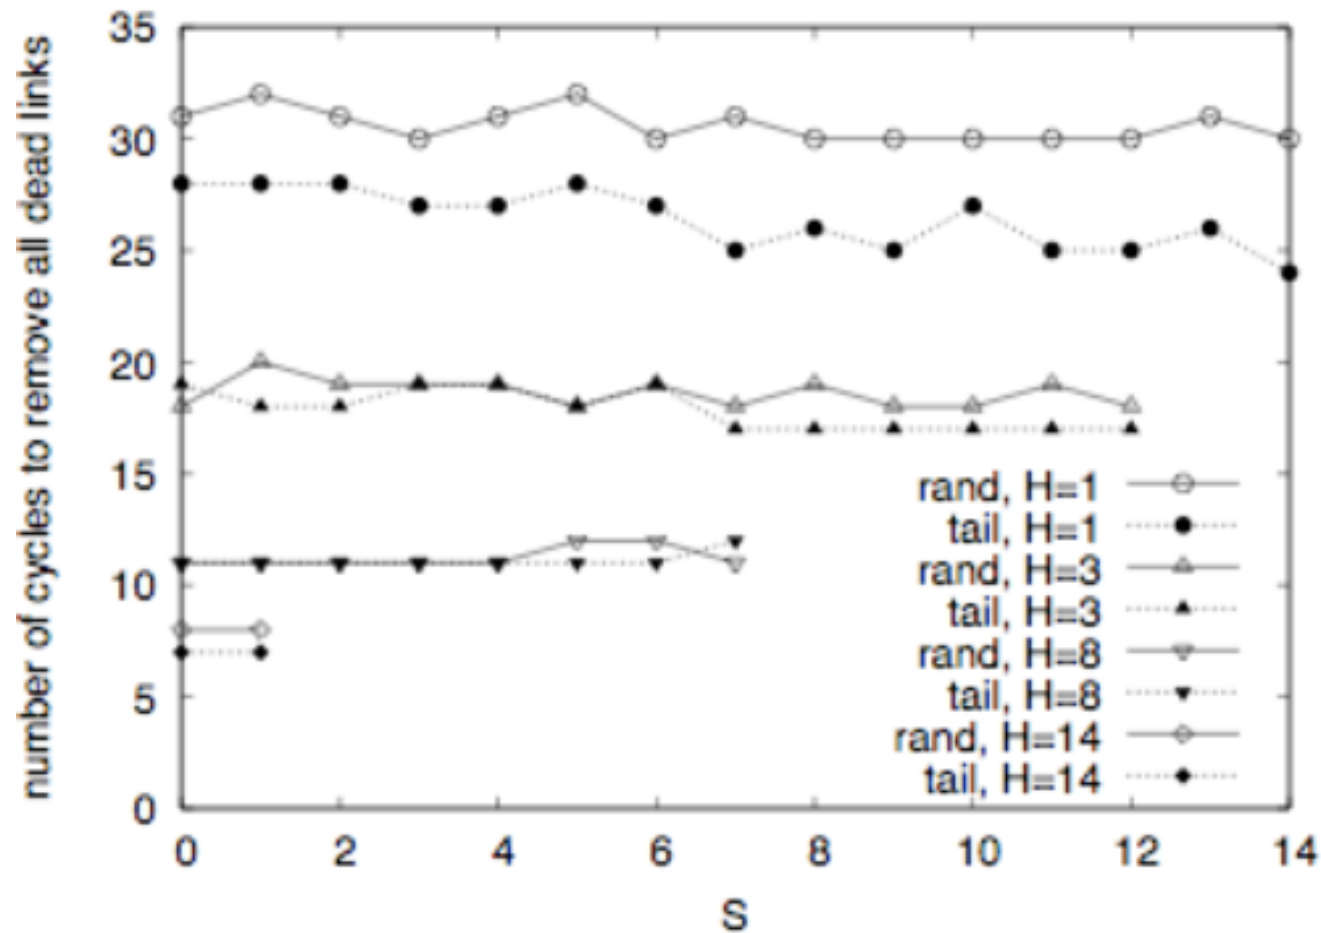 number of cycles to remove all dead links
35
30
25
20
15
10
5
0
rand, H=1
tail, H=1
rand, H=3
tail, H=3
rand, H=8
tail, H=8
rand, H=14
tail, H=14
0 2 4 6 8 10 12 14
S